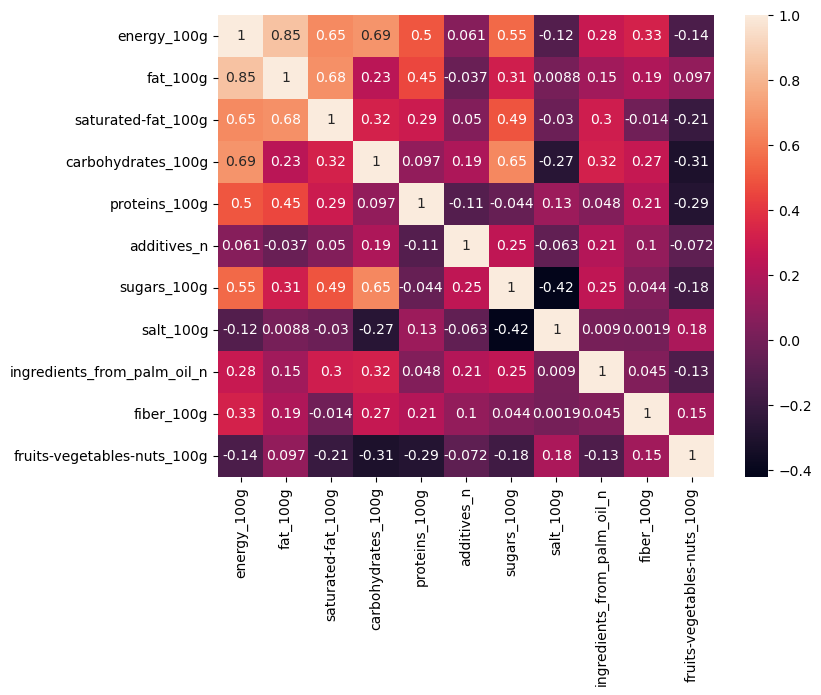 energy_100g 1 0.85 0.65 0.69 0.5 0.061 0.55 -0.12 0.28 0.33 -0.14
fat_100g 0.85 1 0.68 0.23 0.45 -0.037 0.31 0.0088 0.15 0.19 0.097
saturated-fat_100g 0.65 0.68 1 0.32 0.29 0.05 0.49 -0.03 0.3 -0.014 -0.21
carbohydrates_100g 0.69 0.23 0.32 1 0.097 0.19 0.65 -0.27 0.32 0.27 -0.31
proteins_100g 0.5 0.45 0.29 0.097 1 -0.11 -0.044 0.13 0.048 0.21 -0.29
additives_n 0.061 -0.037 0.05 0.19 -0.11 1 0.25 -0.063 0.21 0.1 -0.072
sugars_100g 0.55 0.31 0.49 0.65 -0.044 0.25 1 -0.42 0.25 0.044 -0.18
salt_100g -0.12 0.0088 -0.03 -0.27 0.13 -0.063 -0.42 1 0.009 0.0019 0.18
ingredients_from_palm_oil_n 0.28 0.15 0.3 0.32 0.048 0.21 0.25 0.009 1 0.045 -0.13
fiber_100g 0.33 0.19 -0.014 0.27 0.21 0.1 0.044 0.0019 0.045 1 0.15
fruits-vegetables-nuts_100g -0.14 0.097 -0.21 -0.31 -0.29 -0.072 -0.18 0.18 -0.13 0.15 1
energy_100g
fat_100g
saturated-fat_100g
carbohydrates_100g
proteins_100g
additives_n
sugars_100g
salt_100g
ingredients_from_palm_oil_n
fiber_100g
fruits-vegetables-nuts_100g
1.0
0.8
0.6
0.4
0.2
0.0
−0.2
−0.4